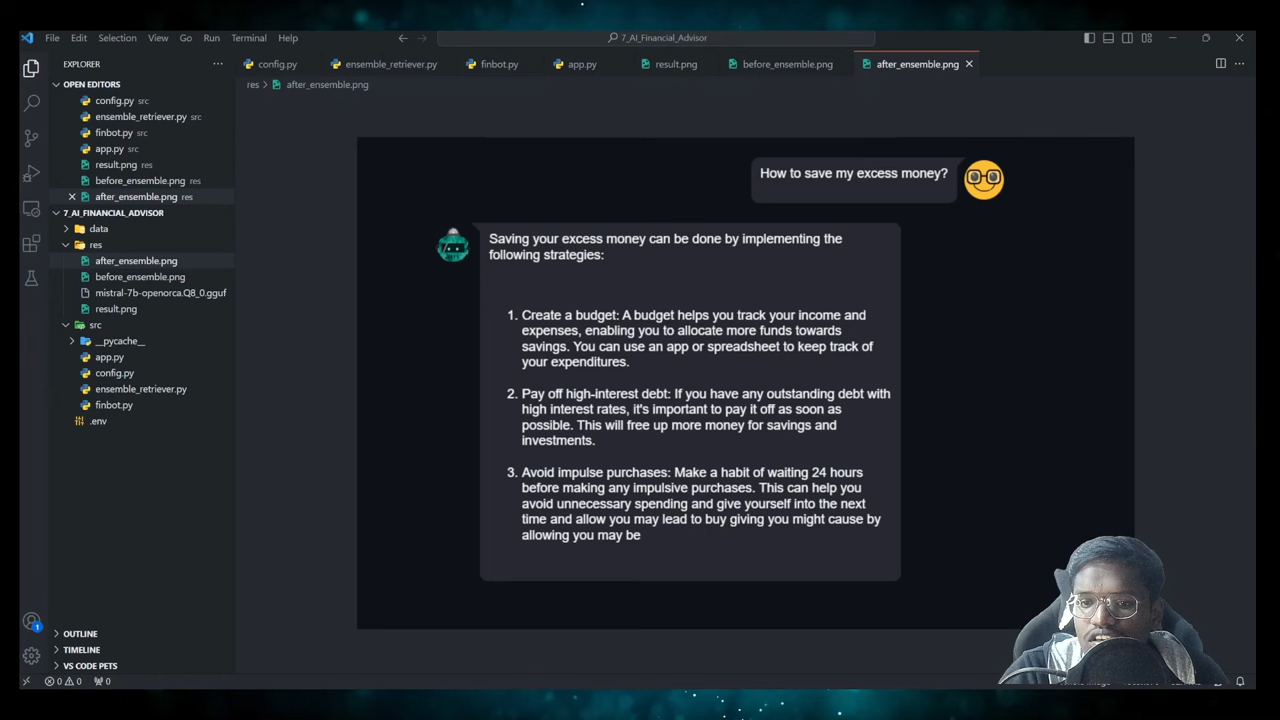 File Edit Selection View Go Run Terminal Help
7_AI_Financial_Advisor
EXPLORER
config.py ensemble_retriever.py finbot.py app.py result.png before_ensemble.png after_ensemble.png
res > after_ensemble.png
OPEN EDITORS
config.py src
ensemble_retriever.py src
finbot.py src
app.py src
result.png res
before_ensemble.png res
after_ensemble.png res
7_AI_FINANCIAL_ADVISOR
data
res
after_ensemble.png
before_ensemble.png
mistral-7b-openorca.Q8_0.gguf
result.png
src
__pycache__
app.py
config.py
ensemble_retriever.py
finbot.py
.env
OUTLINE
TIMELINE
VS CODE PETS
1
0 0 0
How to save my excess money?
Saving your excess money can be done by implementing the
following strategies:
1. Create a budget: A budget helps you track your income and
expenses, enabling you to allocate more funds towards
savings. You can use an app or spreadsheet to keep track of
your expenditures.
2. Pay off high-interest debt: If you have any outstanding debt with
high interest rates, it's important to pay it off as soon as
possible. This will free up more money for savings and
investments.
3. Avoid impulse purchases: Make a habit of waiting 24 hours
before making any impulsive purchases. This can help you
avoid unnecessary spending and give yourself into the next
time and allow you may lead to buy giving you might cause by
allowing you may be